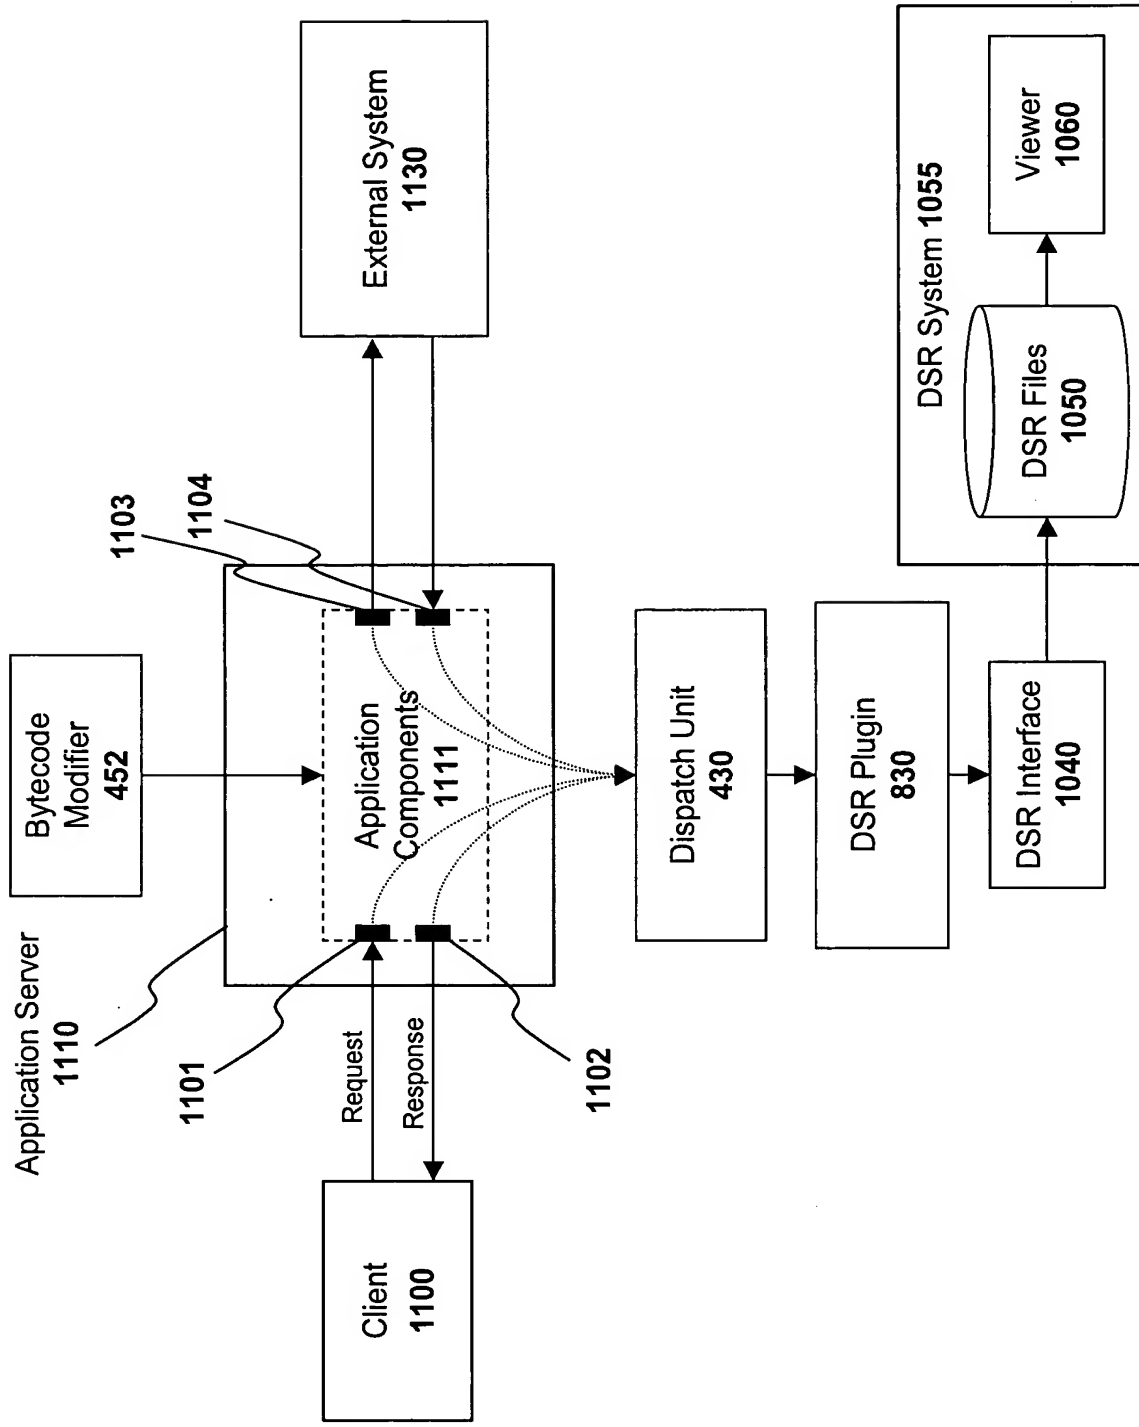 Application Server
1110
Bytecode
Modifier
452
1103
1104
External System
1130
1101
Request
Response
1102
Client
1100
Application
Components
1111
Dispatch Unit
430
DSR Plugin
830
DSR Interface
1040
DSR System 1055
DSR Files
1050
Viewer
1060